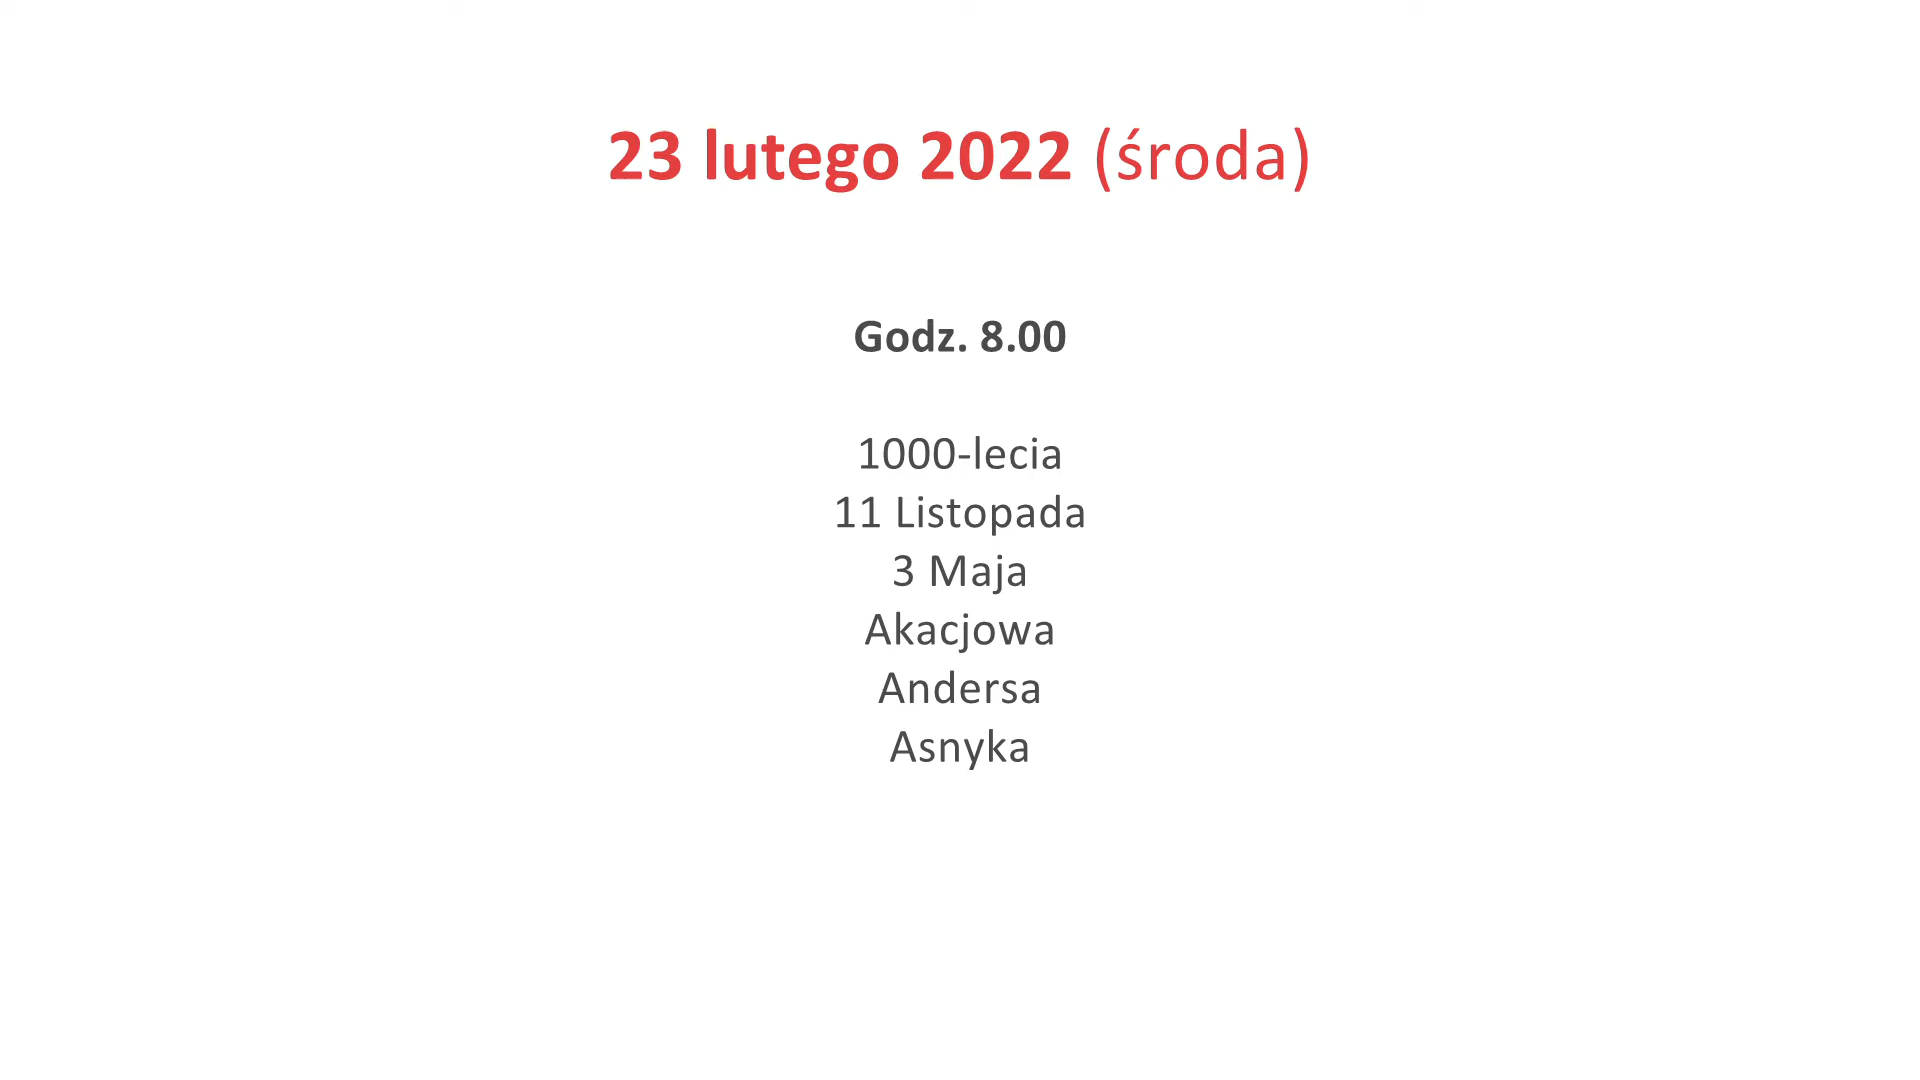 23 lutego 2022 (środa)
Godz. 8.00
1000-lecia
11 Listopada
3 Maja
Akacjowa
Andersa
Asnyka